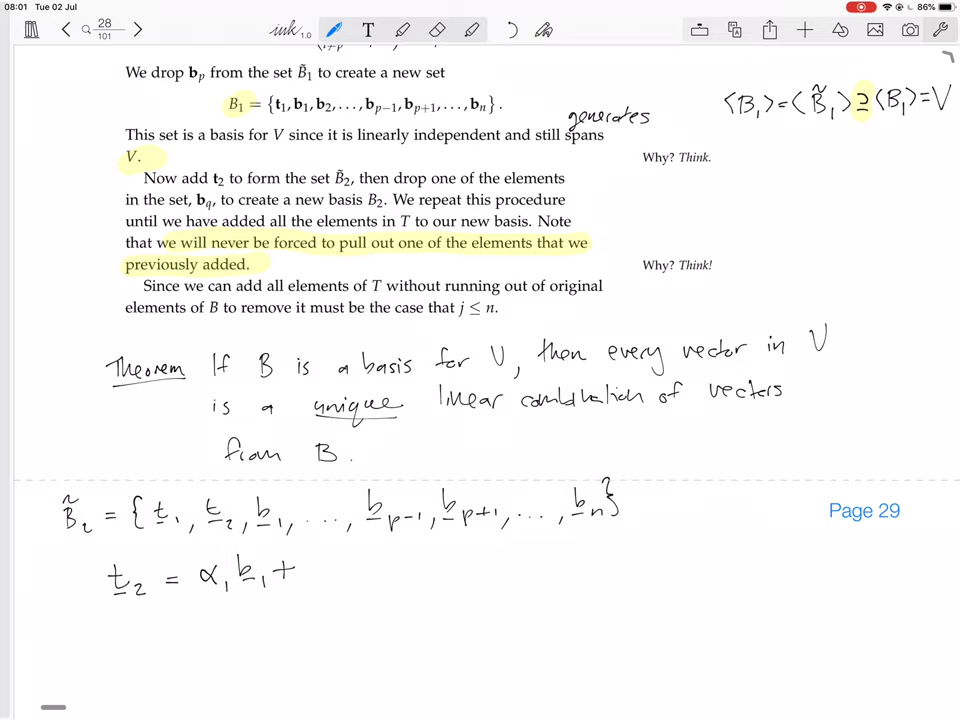 08:01 Tue 02 Jul
86%
28
101
ink 1.0
T
We drop b_p from the set B̃_1 to create a new set
B_1 = {t_1, b_1, b_2, . . . , b_{p−1}, b_{p+1}, . . . , b_n} .
⟨B_1⟩ = ⟨B̃_1⟩ ⊇ ⟨B_1⟩ = V
generates
This set is a basis for V since it is linearly independent and still spans
V.
Why? Think.
Now add t_2 to form the set B̃_2, then drop one of the elements
in the set, b_q, to create a new basis B_2. We repeat this procedure
until we have added all the elements in T to our new basis. Note
that we will never be forced to pull out one of the elements that we
previously added.
Why? Think!
Since we can add all elements of T without running out of original
elements of B to remove it must be the case that j ≤ n.
Theorem If B is a basis for V, then every vector in V
is a unique linear combination of vectors
from B.
B̃_2 = { t_1, t_2, b_1, ..., b_{p−1}, b_{p+1}, ..., b_n }
Page 29
t_2 = α_1 b_1 +